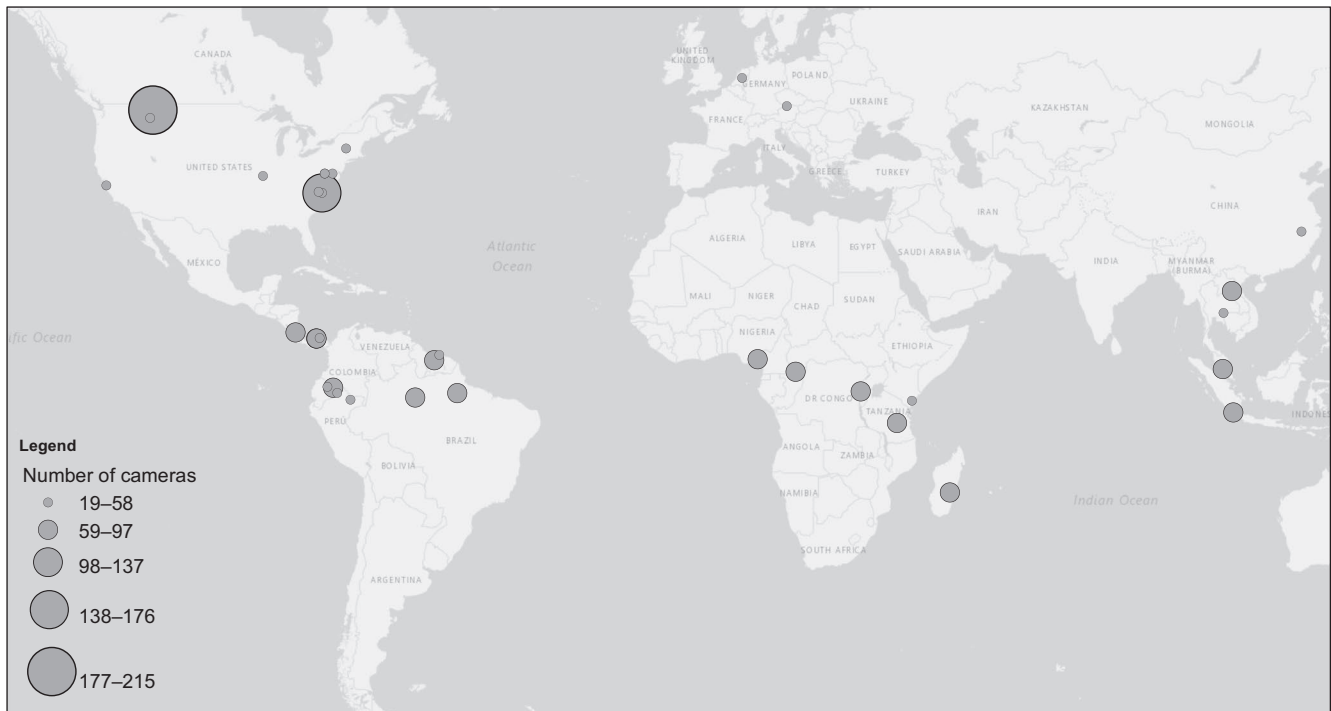 CANADA
UNITED
KINGDOM
POLAND
GERMANY
UKRAINE
KAZAKHSTAN
FRANCE
MONGOLIA
ITALY
UNITED STATES
GREECE
TURKEY
CHINA
IRAN
Atlantic
Ocean
ALGERIA
LIBYA
EGYPT
SAUDI ARABIA
MÉXICO
INDIA
MYANMAR
(BURMA)
MALI
NIGER
CHAD
SUDAN
NIGERIA
ific Ocean
VENEZUELA
ETHIOPIA
COLOMBIA
DR CONGO
TANZANIA
INDONES
PERÚ
BRAZIL
ANGOLA
ZAMBIA
BOLIVIA
NAMIBIA
Indian Ocean
SOUTH AFRICA
ARGENTINA
Legend
Number of cameras
19–58
59–97
98–137
138–176
177–215